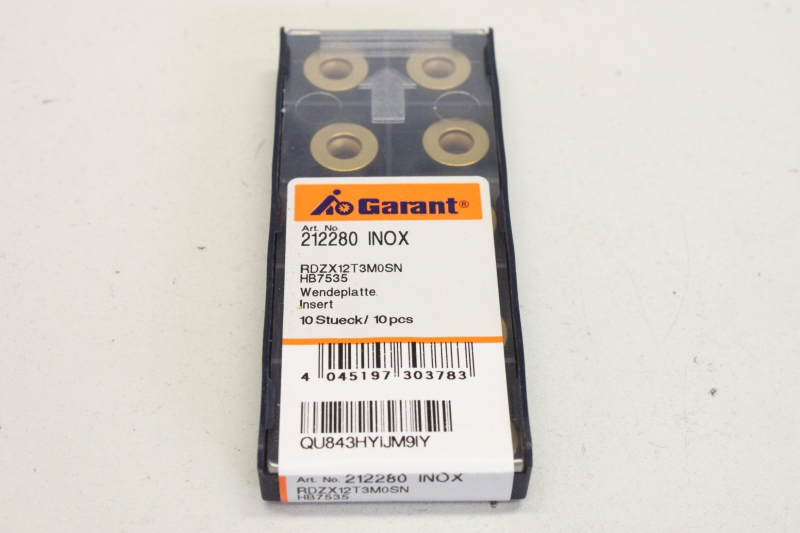 Garant®
Art. No.
212280 INOX
RDZX12T3M0SN
HB7535
Wendeplatte.
Insert
10 Stueck/ 10 pcs
4 045197 303783
QU843HYiJM9IY
Art. No. 212280 INOX
RDZX12T3M0SN
HB7535